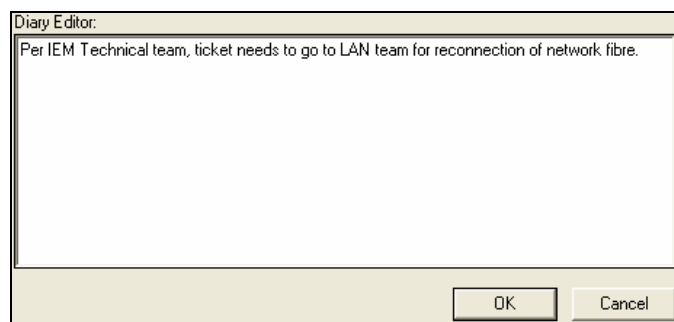 Diary Editor:
Per IEM Technical team, ticket needs to go to LAN team for reconnection of network fibre.
OK
Cancel